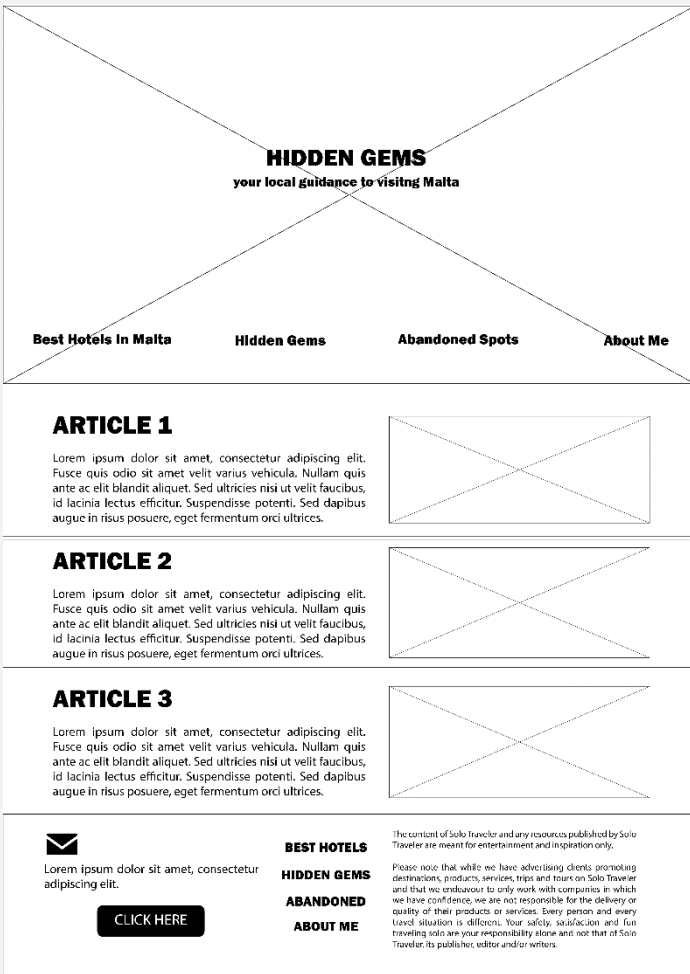 HIDDEN GEMS
your local guidance to visitng Malta
Best Hotels In Malta
Hidden Gems
Abandoned Spots
About Me
ARTICLE 1
Lorem ipsum dolor sit amet, consectetur adipiscing elit.
Fusce quis odio sit amet velit varius vehicula. Nullam quis
ante ac elit blandit aliquet. Sed ultricies nisi ut velit faucibus,
id lacinia lectus efficitur. Suspendisse potenti. Sed dapibus
augue in risus posuere, eget fermentum orci ultrices.
ARTICLE 2
Lorem ipsum dolor sit amet, consectetur adipiscing elit.
Fusce quis odio sit amet velit varius vehicula. Nullam quis
ante ac elit blandit aliquet. Sed ultricies nisi ut velit faucibus,
id lacinia lectus efficitur. Suspendisse potenti. Sed dapibus
augue in risus posuere, eget fermentum orci ultrices.
ARTICLE 3
Lorem ipsum dolor sit amet, consectetur adipiscing elit.
Fusce quis odio sit amet velit varius vehicula. Nullam quis
ante ac elit blandit aliquet. Sed ultricies nisi ut velit faucibus,
id lacinia lectus efficitur. Suspendisse potenti. Sed dapibus
augue in risus posuere, eget fermentum orci ultrices.
Lorem ipsum dolor sit amet, consectetur
adipiscing elit.
CLICK HERE
BEST HOTELS
HIDDEN GEMS
ABANDONED
ABOUT ME
The content of Solo Traveler and any resources published by Solo
Traveler are meant for entertainment and inspiration only.
Please note that while we have advertising clients promoting
destinations, products, services, trips and tours on Solo Traveler
and that we endeavour to only work with companies in which
we have confidence, we are not responsible for the delivery or
quality of their products or services. Every person and every
travel situation is different. Your safety, satisfaction and fun
traveling solo are your responsibility alone and not that of Solo
Traveler, its publisher, editor and/or writers.